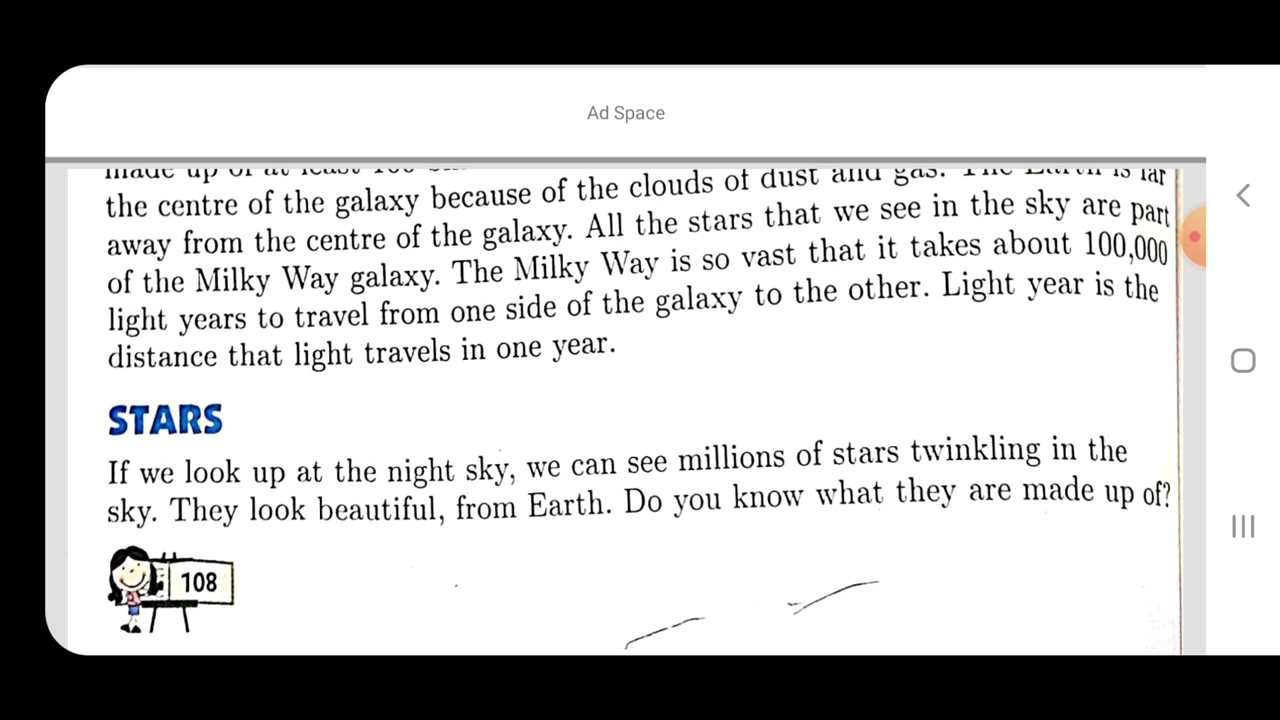 Ad Space
the centre of the galaxy because of the clouds of dust and gas. The Earth is far
away from the centre of the galaxy. All the stars that we see in the sky are part
of the Milky Way galaxy. The Milky Way is so vast that it takes about 100,000
light years to travel from one side of the galaxy to the other. Light year is the
distance that light travels in one year.
STARS
If we look up at the night sky, we can see millions of stars twinkling in the
sky. They look beautiful, from Earth. Do you know what they are made up of?
108